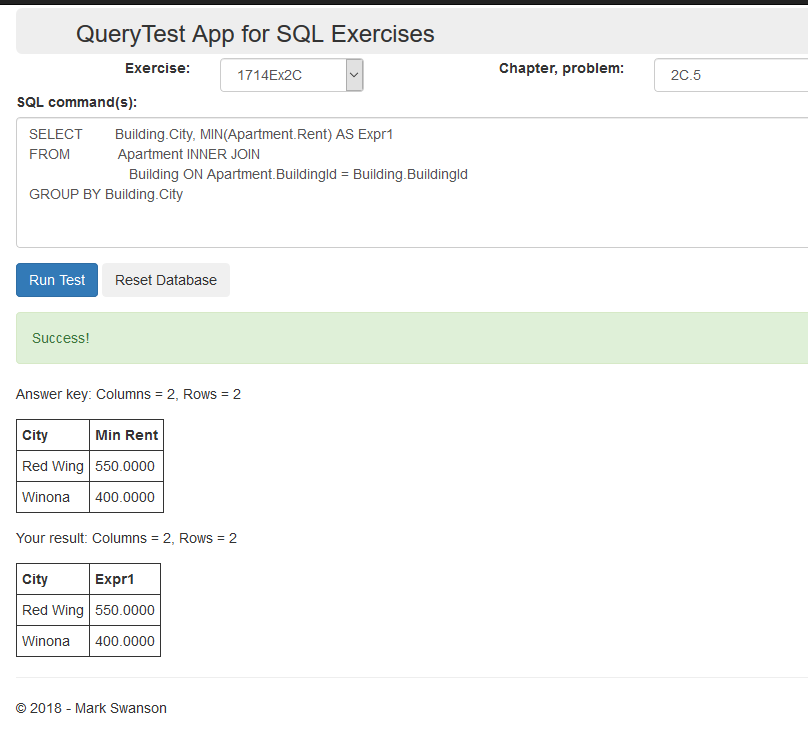 QueryTest App for SQL Exercises
Exercise: 1714Ex2C Chapter, problem: 2C.5
SQL command(s):
SELECT Building.City, MIN(Apartment.Rent) AS Expr1
FROM Apartment INNER JOIN
Building ON Apartment.BuildingId = Building.BuildingId
GROUP BY Building.City
Run Test Reset Database
Success!
Answer key: Columns = 2, Rows = 2
City Min Rent
Red Wing 550.0000
Winona 400.0000
Your result: Columns = 2, Rows = 2
City Expr1
Red Wing 550.0000
Winona 400.0000
© 2018 - Mark Swanson